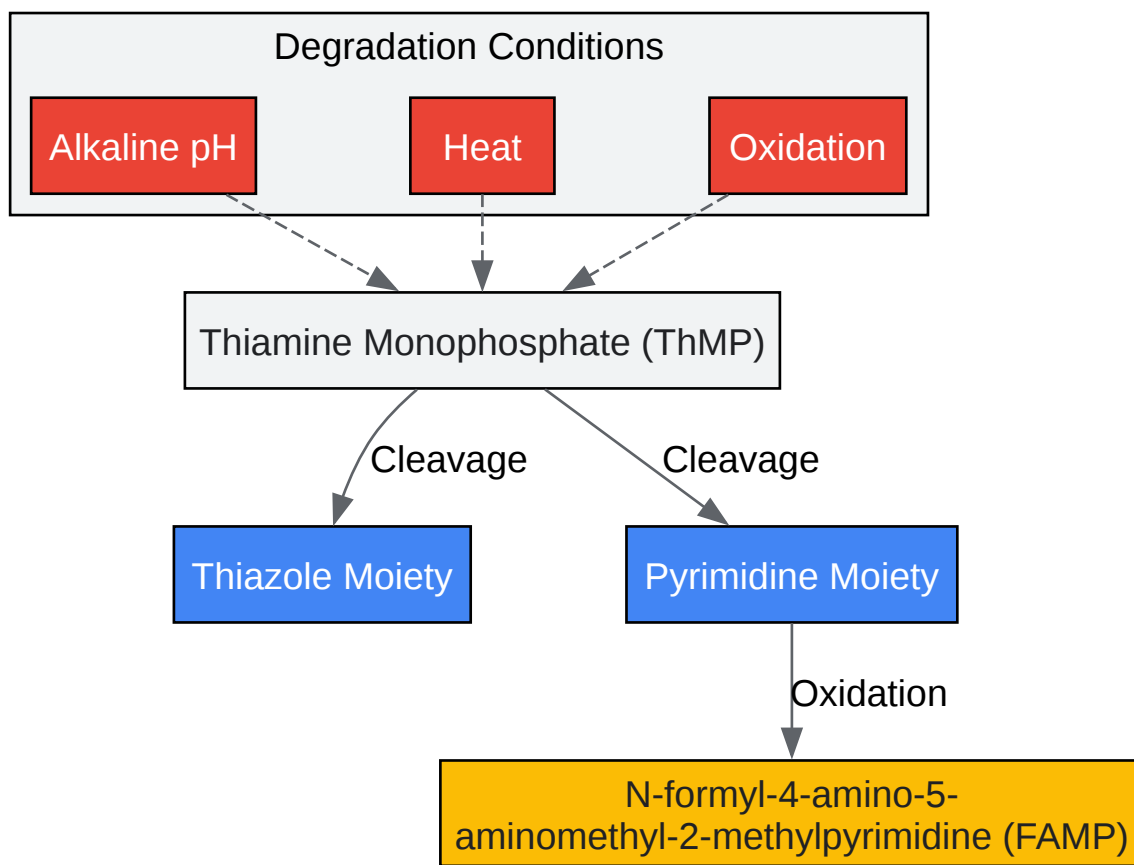 Degradation Conditions
Alkaline pH
Heat
Oxidation
Thiamine Monophosphate (ThMP)
Cleavage
Cleavage
Thiazole Moiety
Pyrimidine Moiety
Oxidation
N-formyl-4-amino-5-
aminomethyl-2-methylpyrimidine (FAMP)